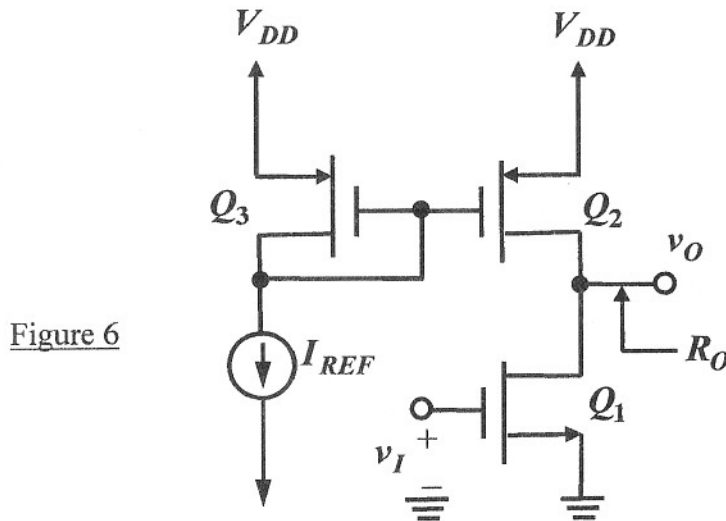 V_DD V_DD
Q_3 Q_2
v_O
Figure 6 I_REF R_O
Q_1
v_I + −